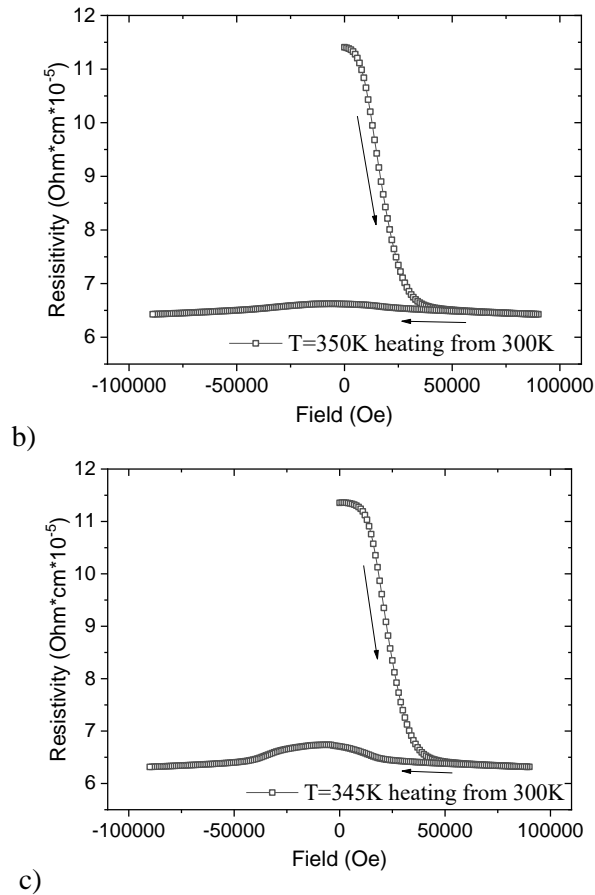 12
11
10
9
8
7
6
Resisitivity (Ohm*cm*10^-5)
T=350K heating from 300K
-100000 -50000 0 50000 100000
Field (Oe)
b)
12
11
10
9
8
7
6
Resistivity (Ohm*cm*10^-5)
T=345K heating from 300K
-100000 -50000 0 50000 100000
Field (Oe)
c)